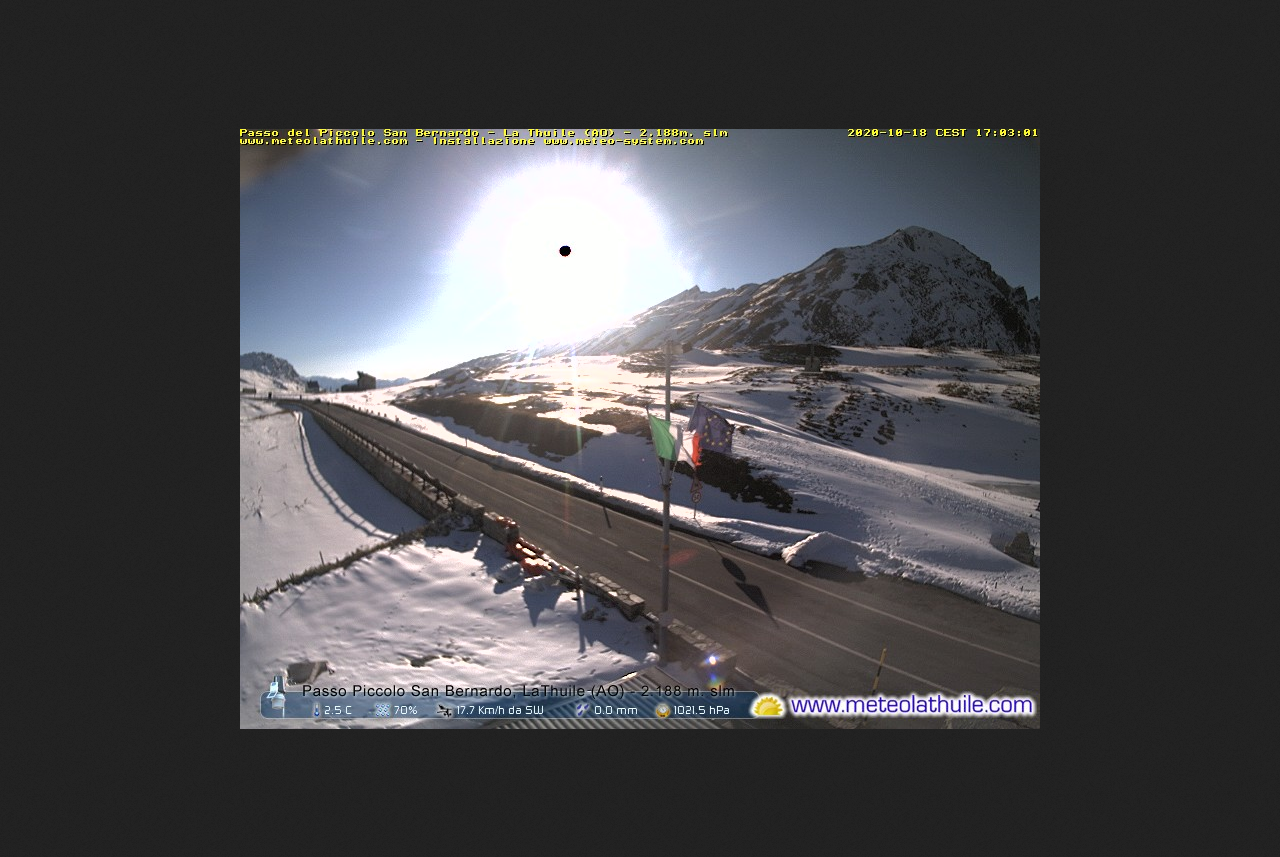 Passo del Piccolo San Bernardo - La Thuile (AO) - 2.188m. slm
2020-10-18 CEST 17:03:01
www.meteolathuile.com - Installazione www.meteo-system.com
Passo Piccolo San Bernardo, LaThuile (AO) - 2.188 m. slm
2.5 C 70% 17.7 Km/h da SW 0.0 mm 1021.5 hPa
www.meteolathuile.com